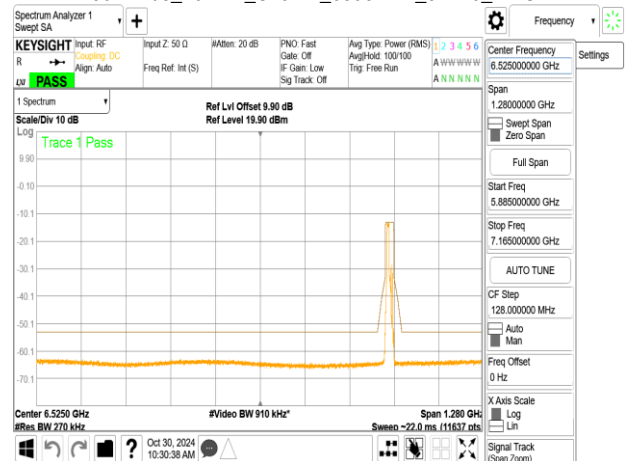 Spectrum Analyzer 1
Swept SA
Frequency
KEYSIGHT
R
LXI PASS
Input: RF
Coupling: DC
Align: Auto
Input Z: 50 Ω
Freq Ref: Int (S)
#Atten: 20 dB
PNO: Fast
Gate: Off
IF Gain: Low
Sig Track: Off
Avg Type: Power (RMS)
Avg|Hold: 100/100
Trig: Free Run
1 2 3 4 5 6
A W W W W W
A N N N N N
Settings
Center Frequency
6.525000000 GHz
Span
1.28000000 GHz
Swept Span
Zero Span
Full Span
Start Freq
5.885000000 GHz
Stop Freq
7.165000000 GHz
AUTO TUNE
CF Step
128.000000 MHz
Auto
Man
Freq Offset
0 Hz
X Axis Scale
Log
Lin
Signal Track
(Span Zoom)
1 Spectrum
Ref Lvl Offset 9.90 dB
Scale/Div 10 dB
Ref Level 19.90 dBm
Log
Trace 1 Pass
9.90
-0.10
-10.1
-20.1
-30.1
-40.1
-50.1
-60.1
-70.1
Center 6.5250 GHz
#Video BW 910 kHz*
Span 1.280 GHz
#Res BW 270 kHz
Sweep ~22.0 ms (11637 pts)
?
Oct 30, 2024
10:30:38 AM